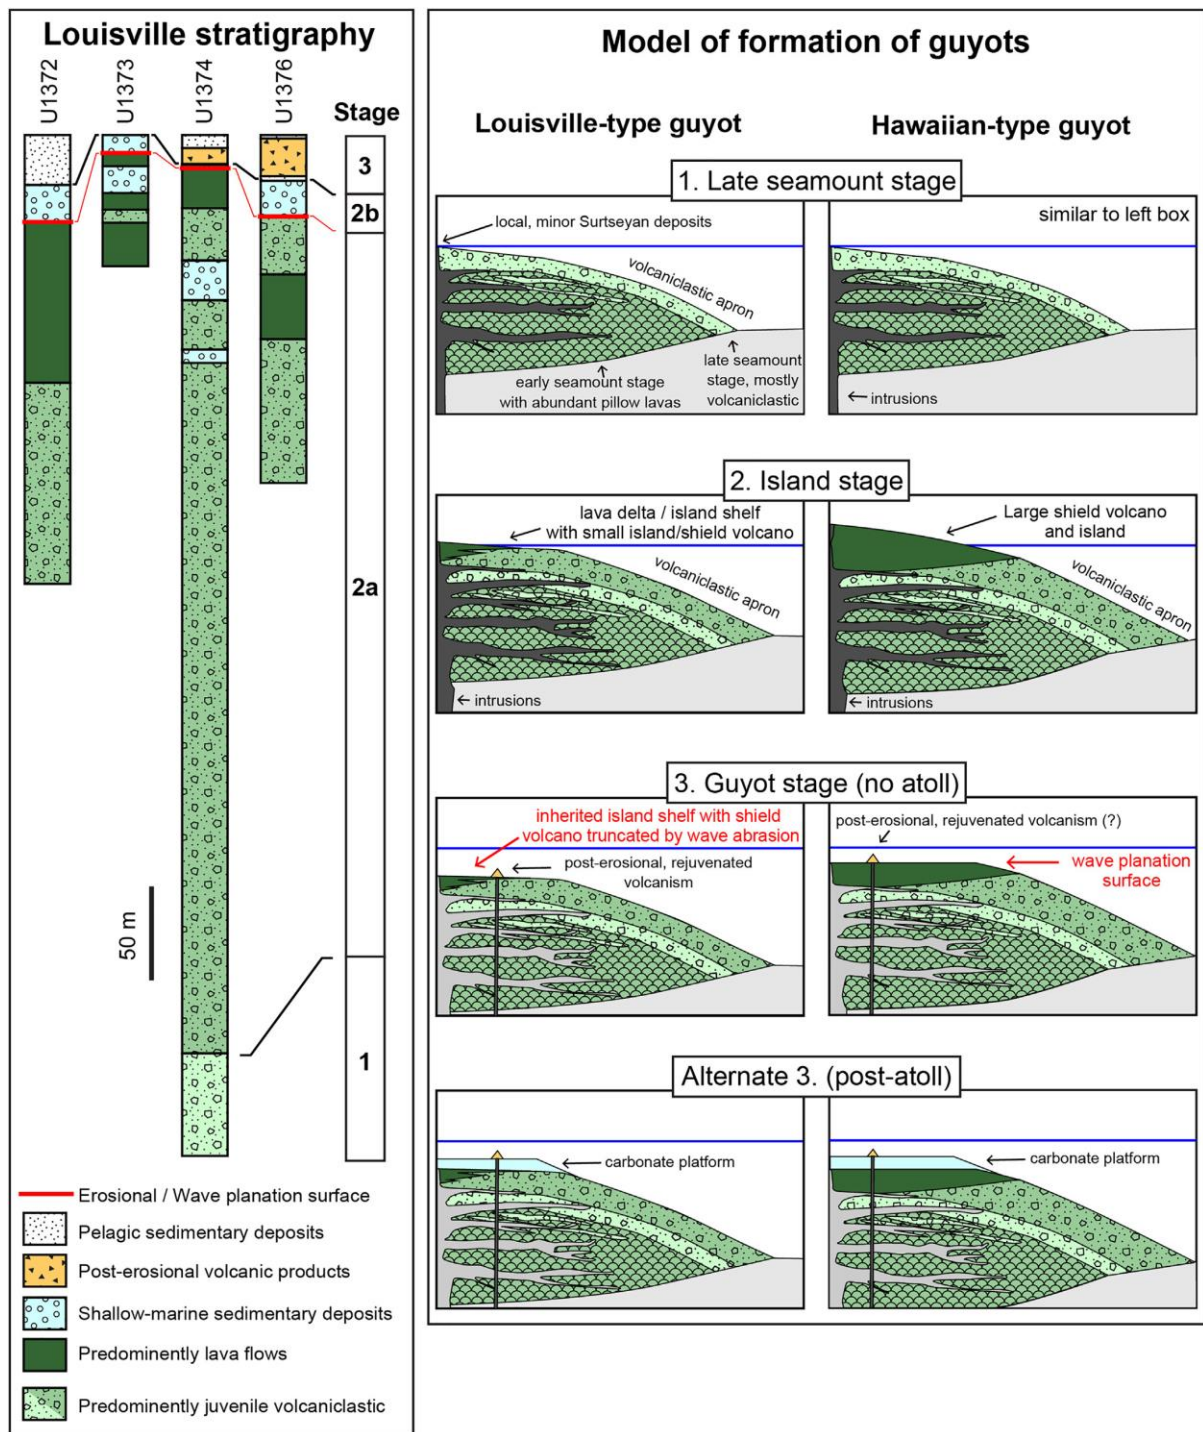 Louisville stratigraphy
U1372
U1373
U1374
U1376
Stage
3
2b
2a
1
50 m
Erosional / Wave planation surface
Pelagic sedimentary deposits
Post-erosional volcanic products
Shallow-marine sedimentary deposits
Predominently lava flows
Predominently juvenile volcaniclastic
Model of formation of guyots
Louisville-type guyot
Hawaiian-type guyot
1. Late seamount stage
local, minor Surtseyan deposits
volcaniclastic apron
early seamount stage
with abundant pillow lavas
late seamount
stage, mostly
volcaniclastic
similar to left box
intrusions
2. Island stage
lava delta / island shelf
with small island/shield volcano
volcaniclastic apron
intrusions
Large shield volcano
and island
volcaniclastic apron
intrusions
3. Guyot stage (no atoll)
inherited island shelf with shield
volcano truncated by wave abrasion
post-erosional, rejuvenated
volcanism
post-erosional, rejuvenated volcanism (?)
wave planation
surface
Alternate 3. (post-atoll)
carbonate platform
carbonate platform